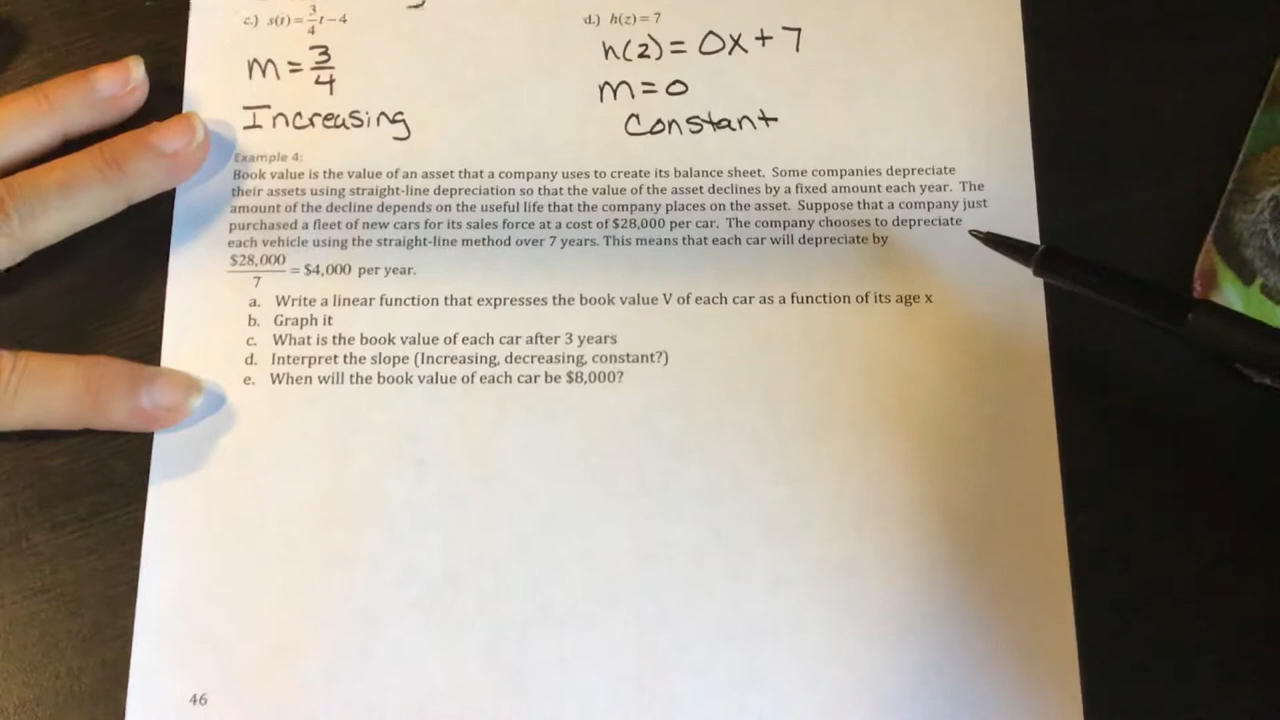 c.) s(t) = 3/4 t − 4
d.) h(z) = 7
m = 3/4
h(z) = 0x + 7
m = 0
Increasing
Constant
Example 4:
Book value is the value of an asset that a company uses to create its balance sheet. Some companies depreciate
their assets using straight-line depreciation so that the value of the asset declines by a fixed amount each year. The
amount of the decline depends on the useful life that the company places on the asset. Suppose that a company just
purchased a fleet of new cars for its sales force at a cost of $28,000 per car. The company chooses to depreciate
each vehicle using the straight-line method over 7 years. This means that each car will depreciate by
$28,000/7 = $4,000 per year.
a. Write a linear function that expresses the book value V of each car as a function of its age x
b. Graph it
c. What is the book value of each car after 3 years
d. Interpret the slope (Increasing, decreasing, constant?)
e. When will the book value of each car be $8,000?
46